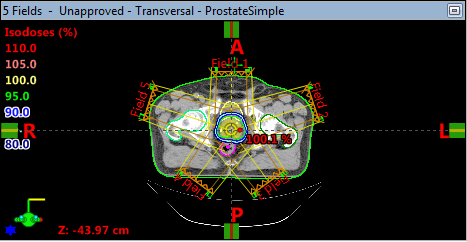 5 Fields - Unapproved - Transversal - ProstateSimple
Isodoses (%)
110.0
105.0
100.0
95.0
90.0
80.0
A
Field 1
Field 5
Field 2
R
L
100.1 %
P
Z: -43.97 cm